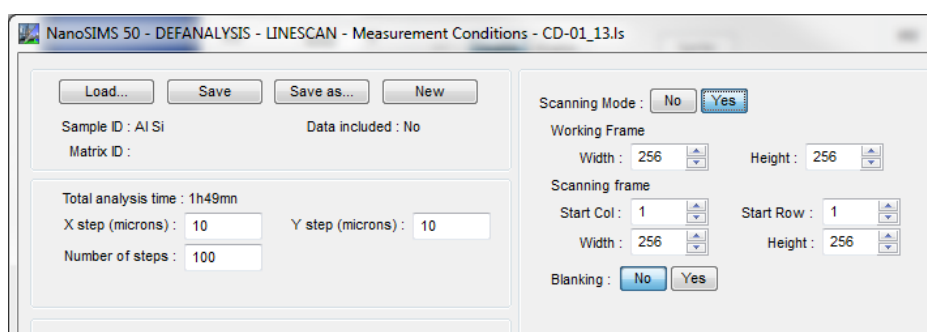 NanoSIMS 50 - DEFANALYSIS - LINESCAN - Measurement Conditions - CD-01_13.ls
Load... Save Save as... New
Sample ID : Al Si Data included : No
Matrix ID :
Total analysis time : 1h49mn
X step (microns) : 10 Y step (microns) : 10
Number of steps : 100
Scanning Mode : No Yes
Working Frame
Width : 256 Height : 256
Scanning frame
Start Col : 1 Start Row : 1
Width : 256 Height : 256
Blanking : No Yes